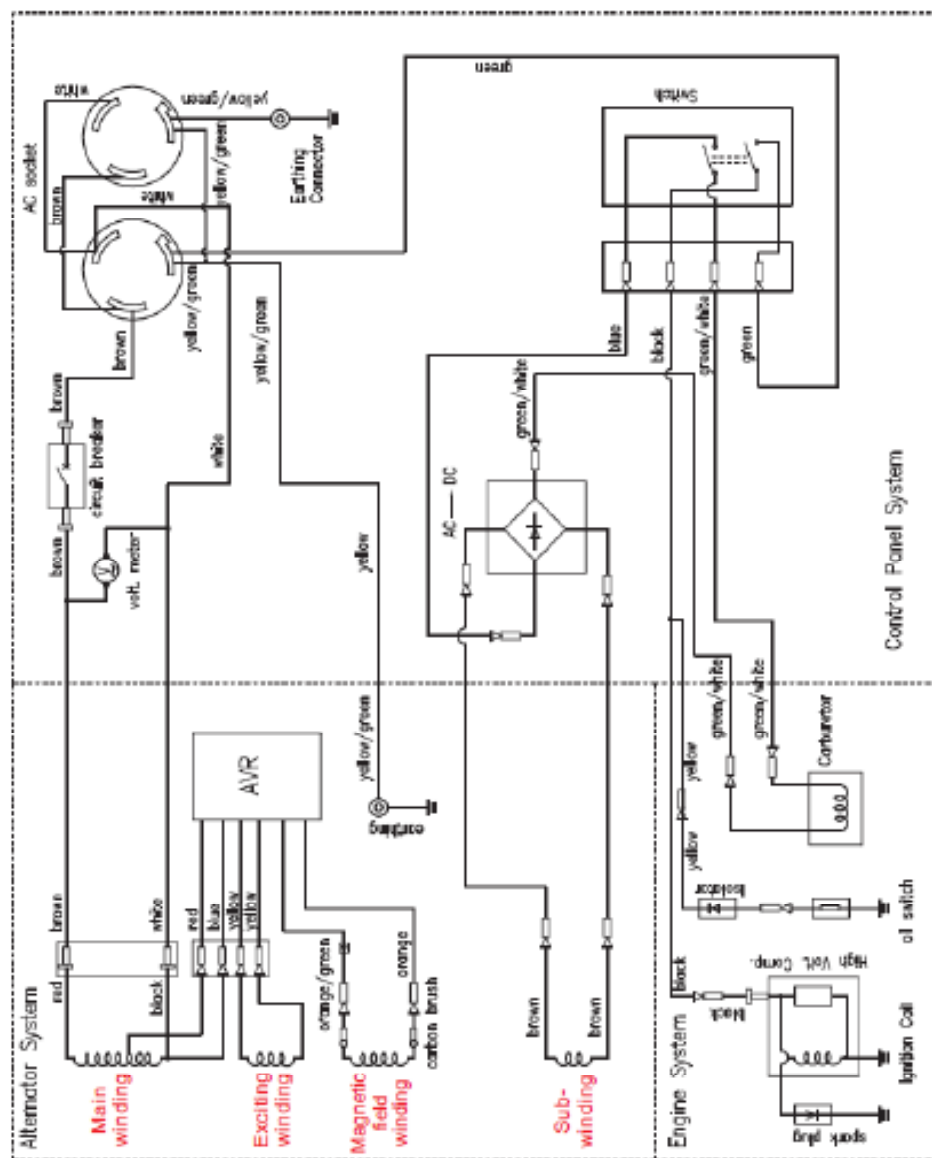 white
AC socket
brown
white
yellow/green
yellow/green
Earthing
Connector
green
Switch
brown
yellow/green
yellow/green
brown
circuit breaker
brown
white
V
volt. meter
yellow
blue
black
green/white
green
green/white
AC — DC
Control Panel System
AVR
yellow/green
earthing
brown
white
red
blue
yellow
yellow
red
black
orange/green
orange
carbon brush
Alternator System
Main
winding
Exciting
winding
Magnetic
field
winding
brown
brown
Sub-
winding
green/white
green/white
Carburetor
yellow
yellow
Isolator
oil switch
black
black
High Volt. Comp.
Ignition Coil
Engine System
spark plug